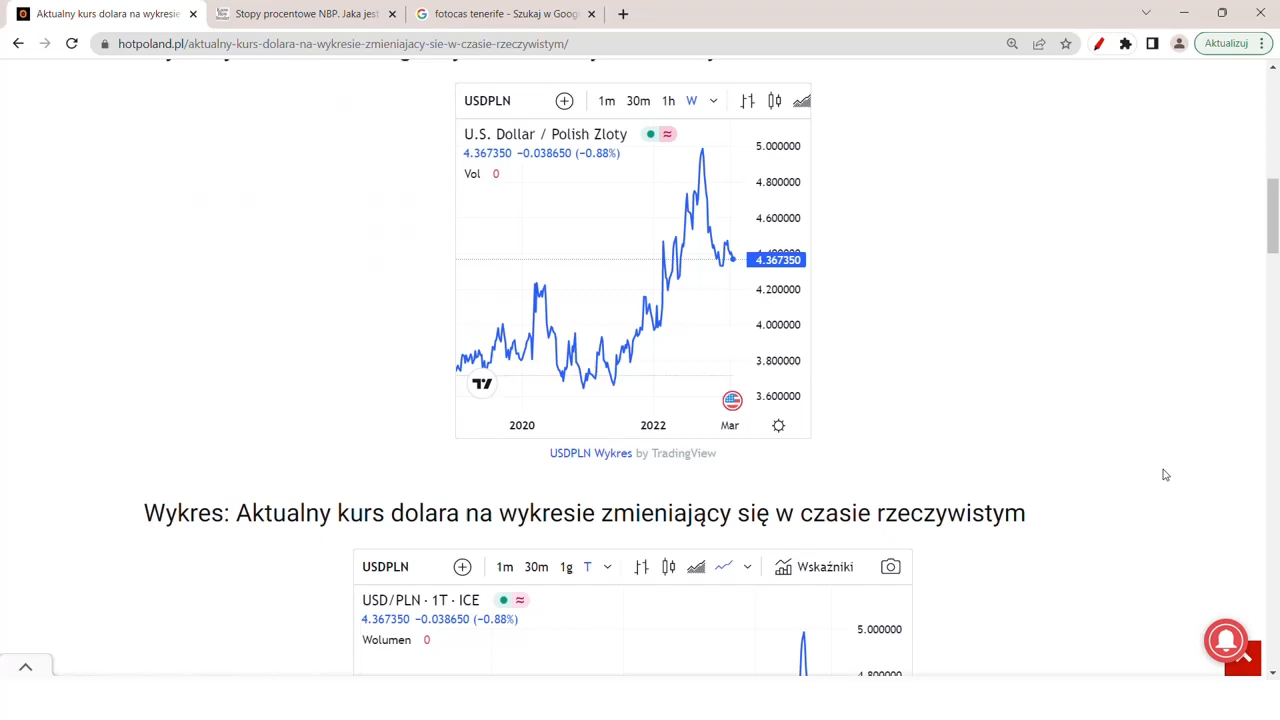 Aktualny kurs dolara na wykresie
Stopy procentowe NBP. Jaka jest
fotocas tenerife - Szukaj w Goog
hotpoland.pl/aktualny-kurs-dolara-na-wykresie-zmieniajacy-sie-w-czasie-rzeczywistym/
Aktualizuj
USDPLN 1m 30m 1h W
U.S. Dollar / Polish Zloty
4.367350 −0.038650 (−0.88%)
Vol 0
5.000000
4.800000
4.600000
4.367350
4.200000
4.000000
3.800000
3.600000
2020 2022 Mar
USDPLN Wykres by TradingView
Wykres: Aktualny kurs dolara na wykresie zmieniający się w czasie rzeczywistym
USDPLN 1m 30m 1g T Wskaźniki
USD/PLN · 1T · ICE
4.367350 −0.038650 (−0.88%)
Wolumen 0
5.000000
4.800000